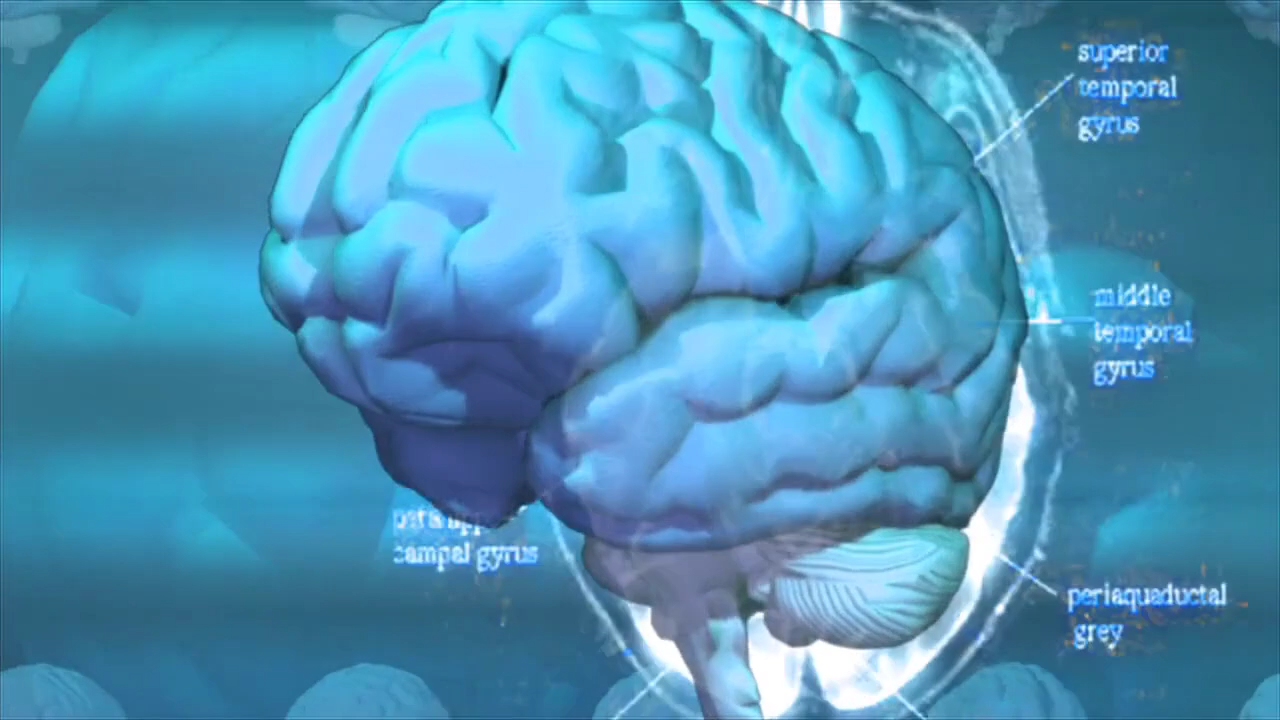 superior
temporal
gyrus
middle
temporal
gyrus
campal gyrus
periaquaductal
grey